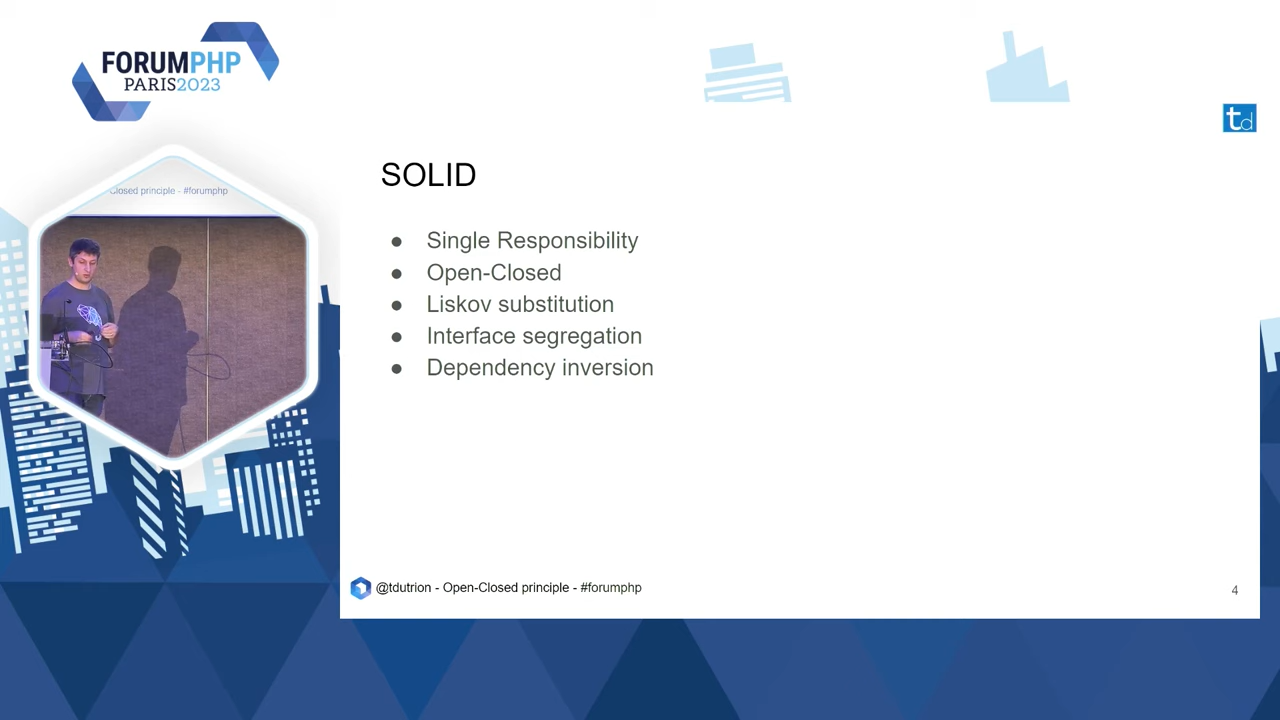 FORUMPHP
PARIS2023
td
Closed principle - #forumphp
SOLID
● Single Responsibility
● Open-Closed
● Liskov substitution
● Interface segregation
● Dependency inversion
@tdutrion - Open-Closed principle - #forumphp
4